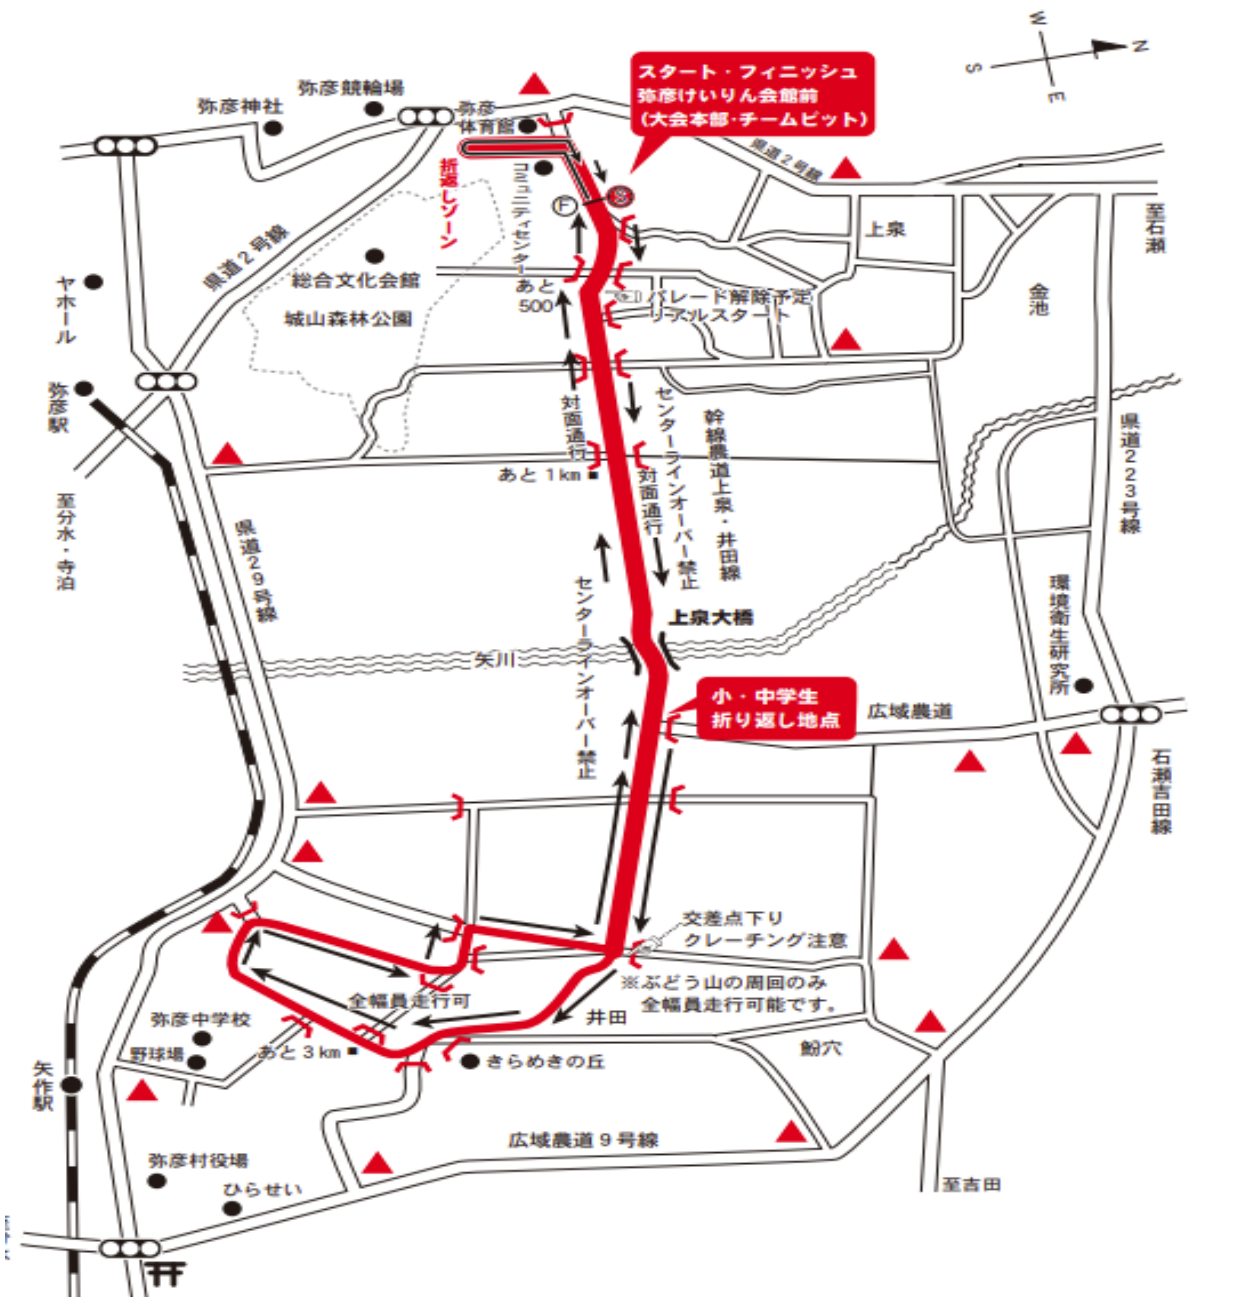 W
N
S
E
スタート・フィニッシュ
弥彦けいりん会館前
(大会本部・チームピット)
弥彦競輪場
弥彦神社
弥彦
体育館
県道2号線
折返しゾーン
コミュニティセンター
F
S
上泉
至石瀬
県道2号線
総合文化会館
城山森林公園
ヤホール
あと
500
パレード解除予定
リアルスタート
金池
弥彦駅
対面通行
センターラインオーバー禁止
幹線農道上泉・井田線
県道223号線
あと1km
対面通行
至分水・寺泊
県道29号線
センターラインオーバー禁止
上泉大橋
環境衛生研究所
矢川
小・中学生
折り返し地点
広域農道
石瀬吉田線
交差点下り
クレーチング注意
※ぶどう山の周回のみ
全幅員走行可能です。
全幅員走行可
井田
弥彦中学校
野球場
あと3km
きらめきの丘
魵穴
矢作駅
広域農道9号線
弥彦村役場
ひらせい
至吉田